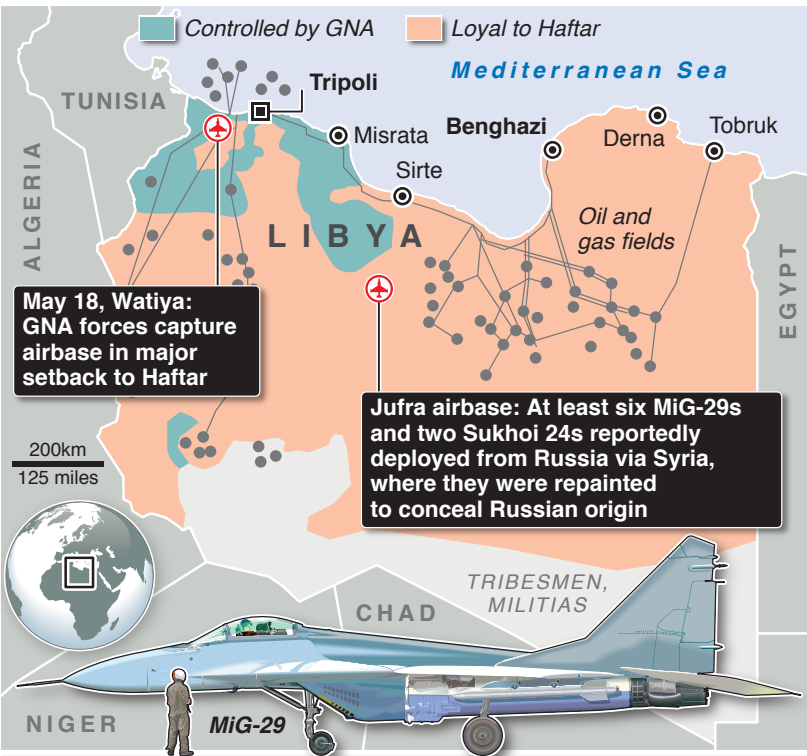 Controlled by GNA
Loyal to Haftar
Mediterranean Sea
TUNISIA
Tripoli
Misrata
Benghazi
Derna
Tobruk
Sirte
ALGERIA
LIBYA
Oil and
gas fields
EGYPT
May 18, Watiya:
GNA forces capture
airbase in major
setback to Haftar
Jufra airbase: At least six MiG-29s
and two Sukhoi 24s reportedly
deployed from Russia via Syria,
where they were repainted
to conceal Russian origin
200km
125 miles
TRIBESMEN,
MILITIAS
CHAD
NIGER
MiG-29